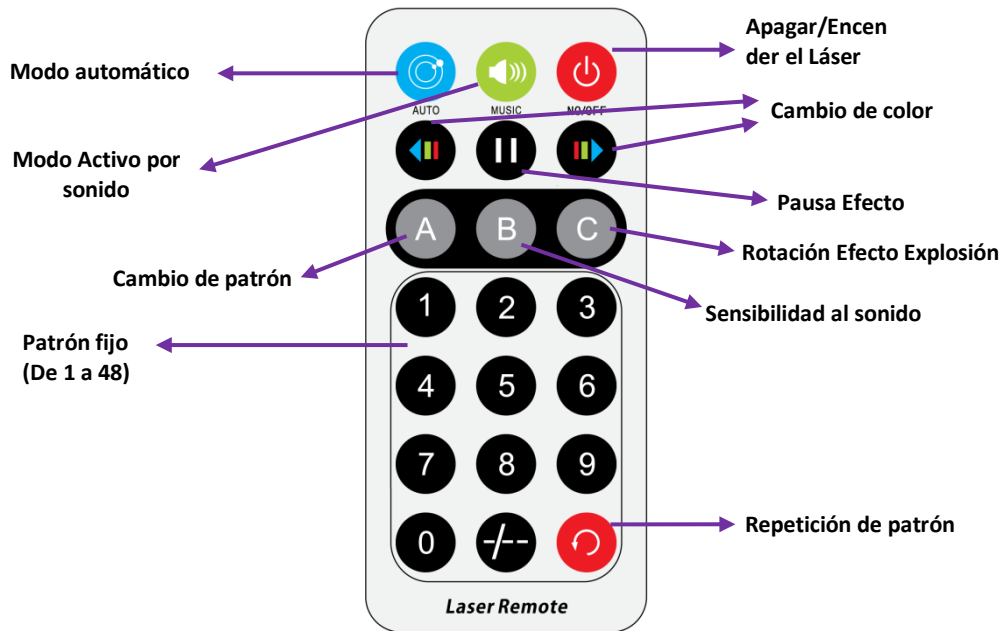 Apagar/Encen
der el Láser
Modo automático
AUTO
MUSIC
NO/OFF
Cambio de color
Modo Activo por
sonido
Pausa Efecto
A
B
C
Rotación Efecto Explosión
Cambio de patrón
1
2
3
Sensibilidad al sonido
Patrón fijo
(De 1 a 48)
4
5
6
7
8
9
0
-/--
Repetición de patrón
Laser Remote